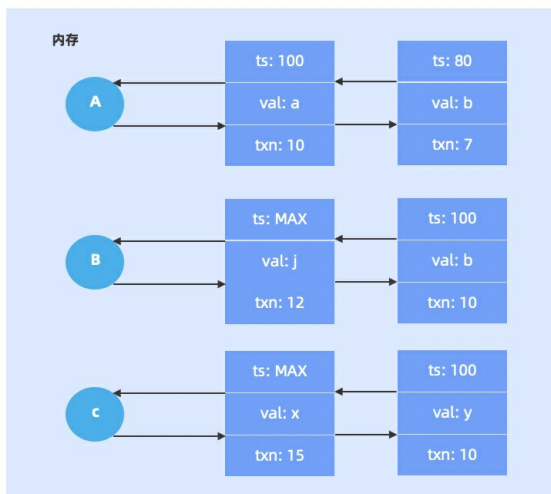 内存
ts: 100
ts: 80
A
val: a
val: b
txn: 10
txn: 7
ts: MAX
ts: 100
B
val: j
val: b
txn: 12
txn: 10
ts: MAX
ts: 100
c
val: x
val: y
txn: 15
txn: 10